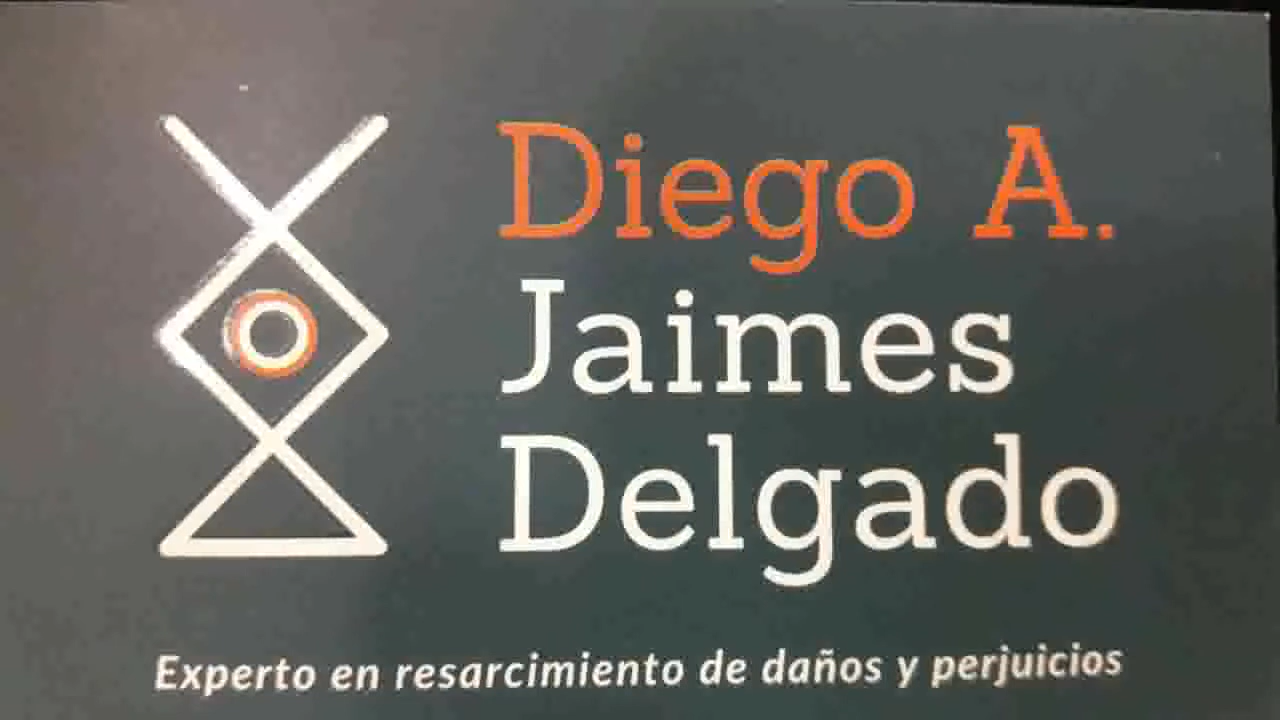 Diego A.
Jaimes
Delgado
Experto en resarcimiento de daños y perjuicios